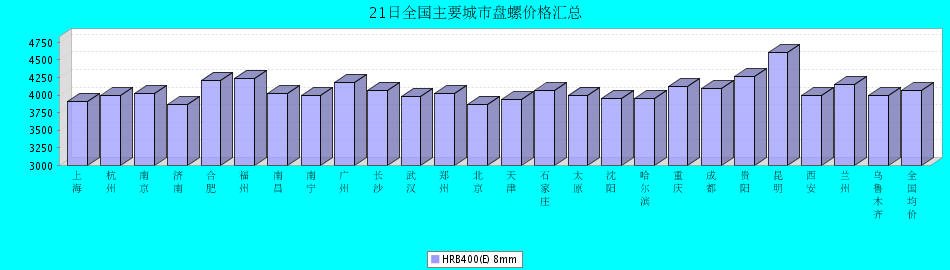 21日全国主要城市盘螺价格汇总
4750
4500
4250
4000
3750
3500
3250
3000
上海
杭州
南京
济南
合肥
福州
南昌
南宁
广州
长沙
武汉
郑州
北京
天津
石家庄
太原
沈阳
哈尔滨
重庆
成都
贵阳
昆明
西安
兰州
乌鲁木齐
全国均价
HRB400(E) 8mm